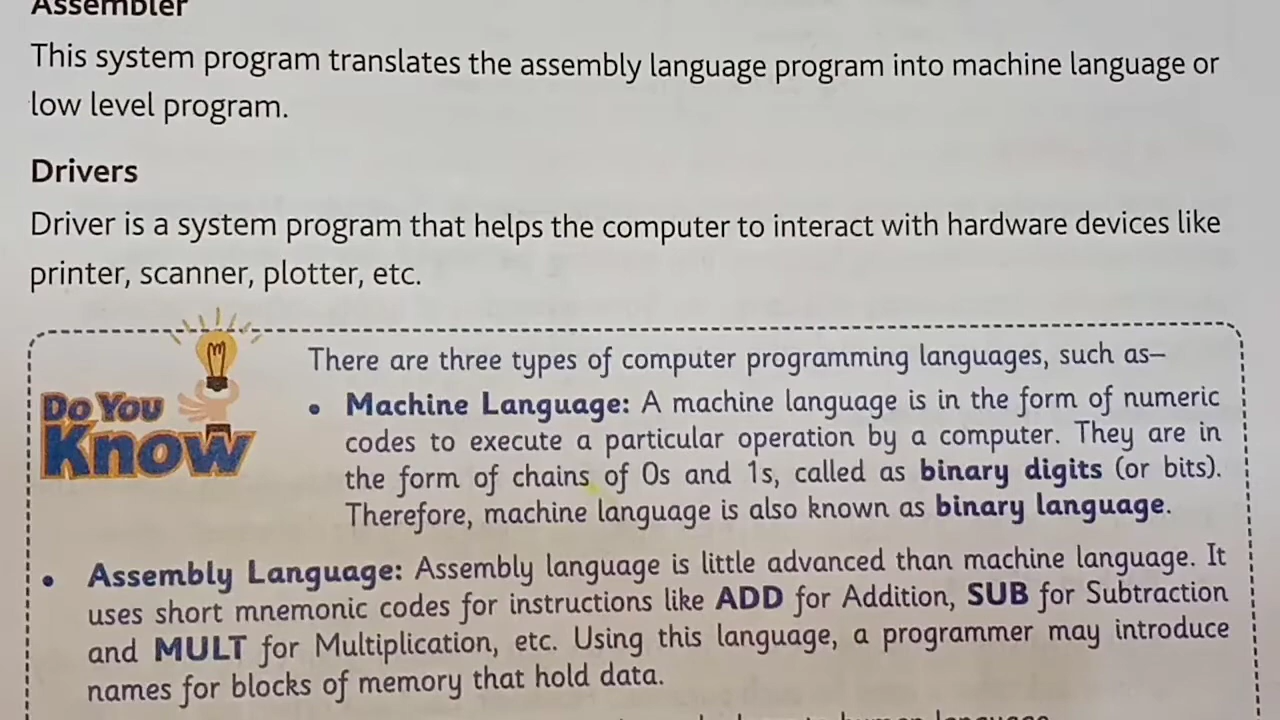 Assembler
This system program translates the assembly language program into machine language or
low level program.
Drivers
Driver is a system program that helps the computer to interact with hardware devices like
printer, scanner, plotter, etc.
Do You
Know
There are three types of computer programming languages, such as–
• Machine Language: A machine language is in the form of numeric
codes to execute a particular operation by a computer. They are in
the form of chains of 0s and 1s, called as binary digits (or bits).
Therefore, machine language is also known as binary language.
• Assembly Language: Assembly language is little advanced than machine language. It
uses short mnemonic codes for instructions like ADD for Addition, SUB for Subtraction
and MULT for Multiplication, etc. Using this language, a programmer may introduce
names for blocks of memory that hold data.
human language